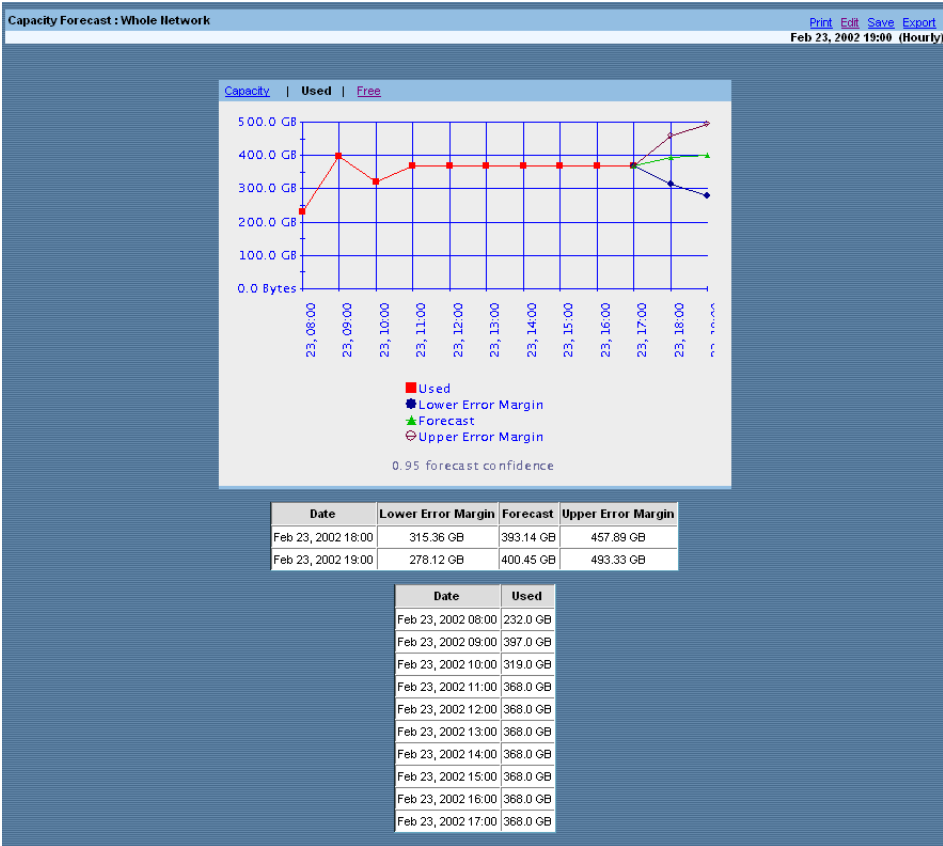 Capacity Forecast : Whole Network
Print Edit Save Export
Feb 23, 2002 19:00 (Hourly)
Capacity | Used | Free
500.0 GB
400.0 GB
300.0 GB
200.0 GB
100.0 GB
0.0 Bytes
23, 08:00
23, 09:00
23, 10:00
23, 11:00
23, 12:00
23, 13:00
23, 14:00
23, 15:00
23, 16:00
23, 17:00
23, 18:00
Used
Lower Error Margin
Forecast
Upper Error Margin
0.95 forecast confidence
Date Lower Error Margin Forecast Upper Error Margin
Feb 23, 2002 18:00 315.36 GB 393.14 GB 457.89 GB
Feb 23, 2002 19:00 278.12 GB 400.45 GB 493.33 GB
Date Used
Feb 23, 2002 08:00 232.0 GB
Feb 23, 2002 09:00 397.0 GB
Feb 23, 2002 10:00 319.0 GB
Feb 23, 2002 11:00 368.0 GB
Feb 23, 2002 12:00 368.0 GB
Feb 23, 2002 13:00 368.0 GB
Feb 23, 2002 14:00 368.0 GB
Feb 23, 2002 15:00 368.0 GB
Feb 23, 2002 16:00 368.0 GB
Feb 23, 2002 17:00 368.0 GB